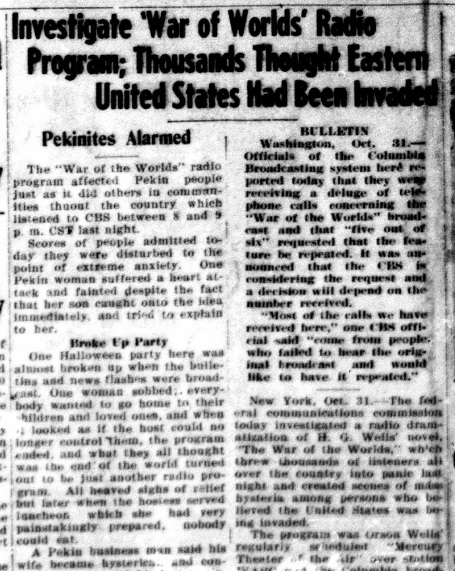 Investigate 'War of Worlds' Radio
Program; Thousands Thought Eastern
United States Had Been Invaded
Pekinites Alarmed
The "War of the Worlds" radio
program affected Pekin people
just as it did others in commun-
ities thuout the country which
listened to CBS between 8 and 9
p. m. CST last night.
Scores of people admitted to-
day they were disturbed to the
point of extreme anxiety. One
Pekin woman suffered a heart at-
tack and fainted despite the fact
that her son caught onto the idea
immediately, and tried to explain
to her.
Broke Up Party
One Halloween party here was
almost broken up when the bulle-
tins and news flashes were broad-
cast. One woman sobbed, every-
body wanted to go home to their
children and loved ones, and when
it looked as if the host could no
longer control them, the program
ended, and what they all thought
was the end of the world turned
out to be just another radio pro-
gram. All heaved sighs of relief
but later when the hostess served
luncheon which she had very
painstakingly prepared, nobody
could eat.
A Pekin business man said his
wife became hysterical and con-
BULLETIN
Washington, Oct. 31.—
Officials of the Columbia
Broadcasting system here re-
ported today that they were
receiving a deluge of tele-
phone calls concerning the
"War of the Worlds" broad-
cast and that "five out of
six" requested that the fea-
ture be repeated. It was an-
nounced that the CBS is
considering the request and
a decision will depend on the
number received.
"Most of the calls we have
received here," one CBS offi-
cial said "come from people,
who failed to hear the orig-
inal broadcast and would
like to have it repeated."
New York, Oct. 31.—The fed-
eral communications commission
today investigated a radio dram-
atization of H. G. Wells' novel,
"The War of the Worlds," which
threw thousands of listeners all
over the country into panic last
night and created scenes of mass
hysteria among persons who be-
lieved the United States was be-
ing invaded.
The program was Orson Wells'
regularly scheduled "Mercury
Theater of the Air" over station